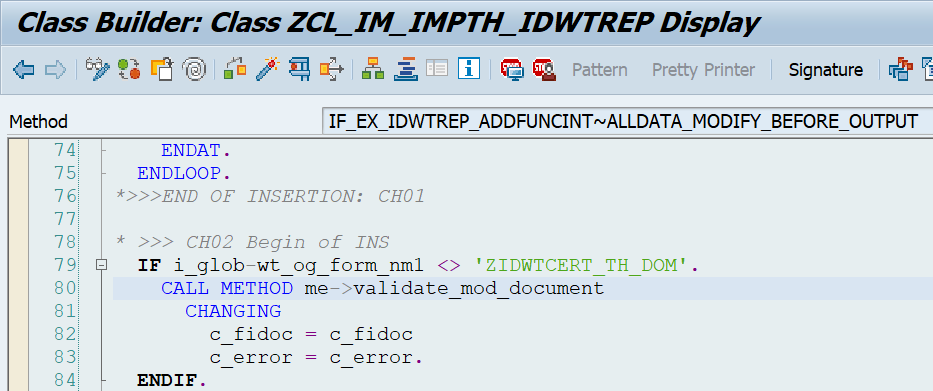 Class Builder: Class ZCL_IM_IMPTH_IDWTREP Display
Pattern Pretty Printer Signature
Method IF_EX_IDWTREP_ADDFUNCINT~ALLDATA_MODIFY_BEFORE_OUTPUT
74 ENDAT.
75 ENDLOOP.
76 *>>>END OF INSERTION: CH01
77
78 * >>> CH02 Begin of INS
79 IF i_glob-wt_og_form_nm1 <> 'ZIDWTCERT_TH_DOM'.
80 CALL METHOD me->validate_mod_document
81 CHANGING
82 c_fidoc = c_fidoc
83 c_error = c_error.
84 ENDIF.